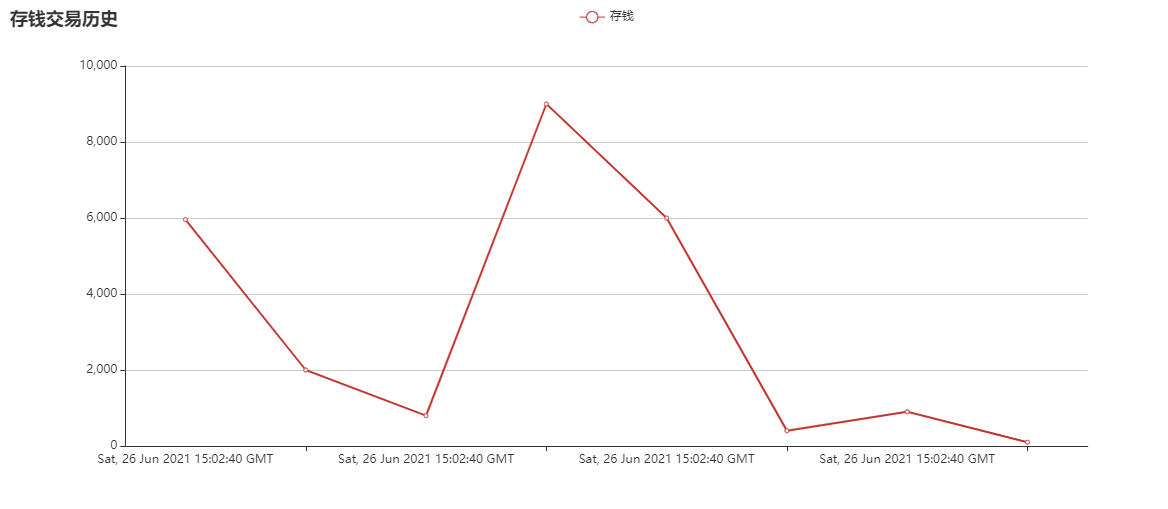 存钱交易历史
存钱
10,000
8,000
6,000
4,000
2,000
0
Sat, 26 Jun 2021 15:02:40 GMT
Sat, 26 Jun 2021 15:02:40 GMT
Sat, 26 Jun 2021 15:02:40 GMT
Sat, 26 Jun 2021 15:02:40 GMT